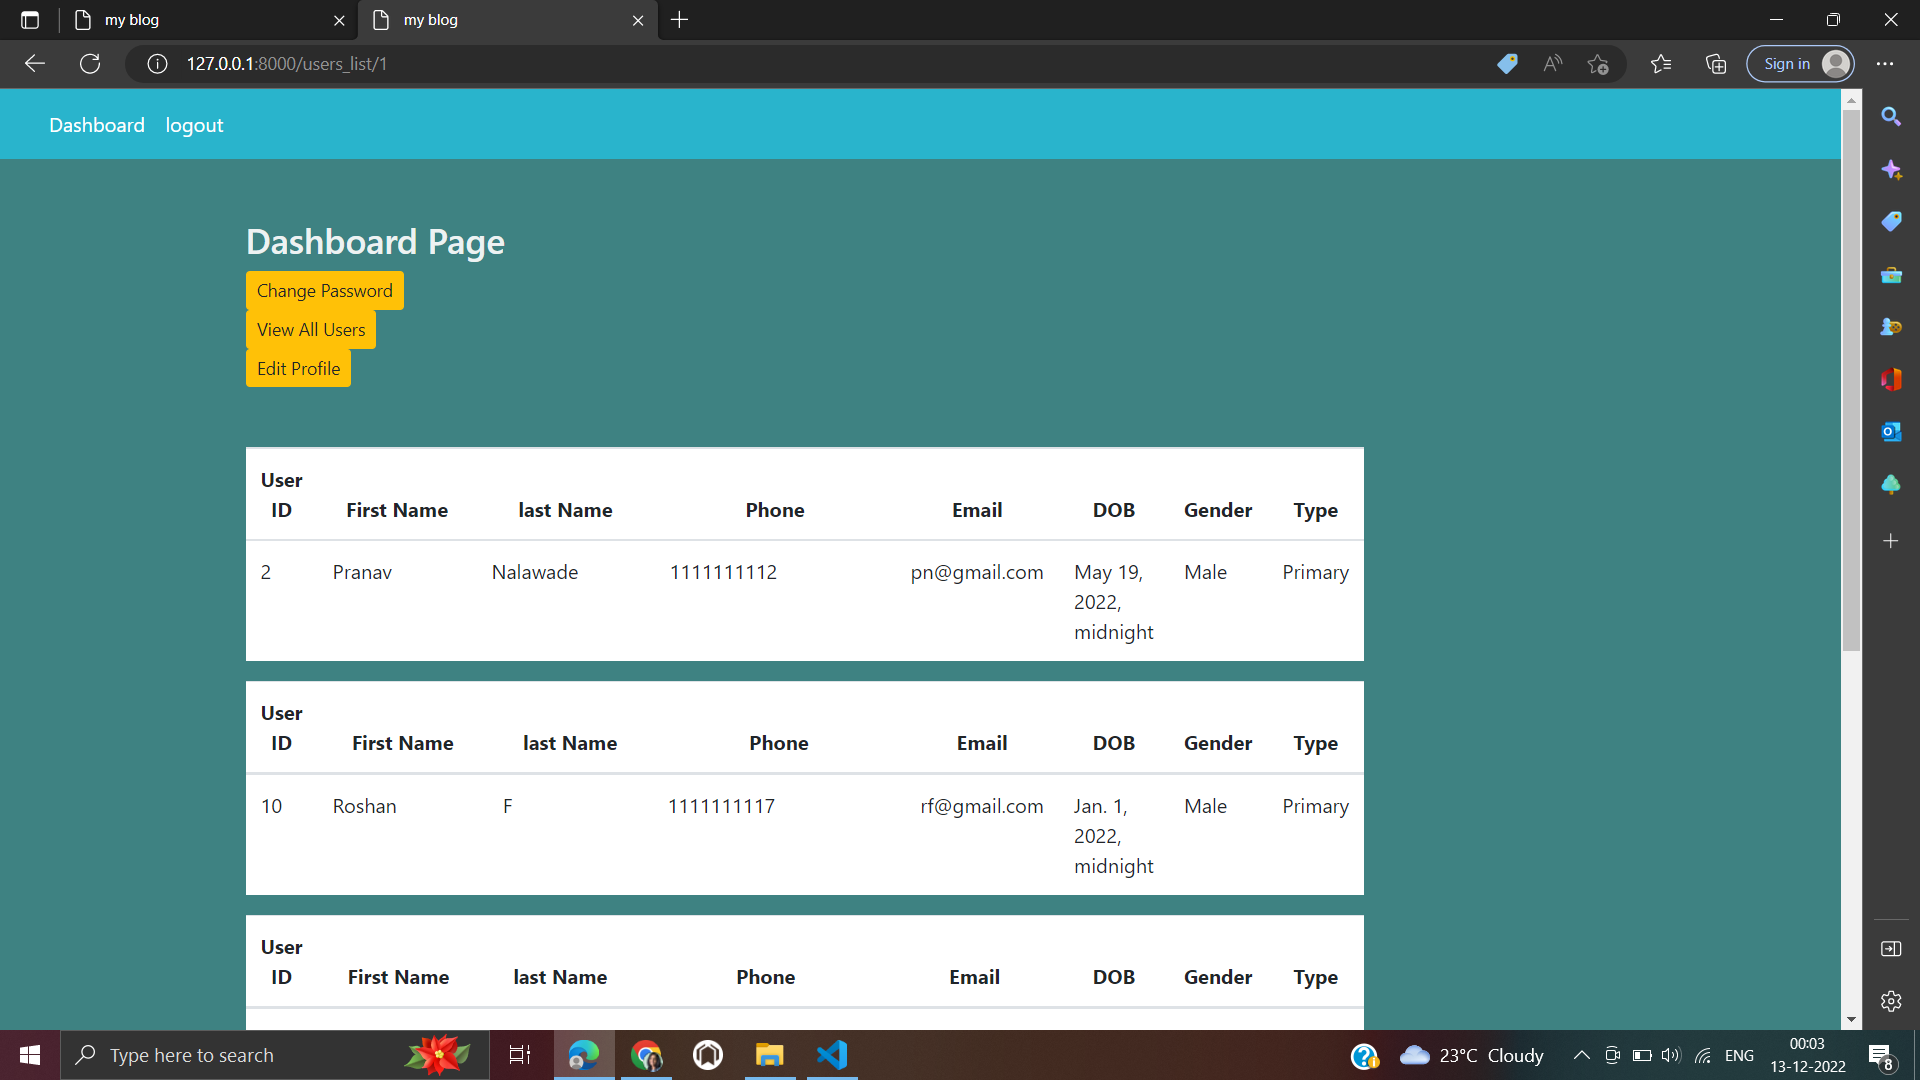 my blog
my blog
127.0.0.1:8000/users_list/1
Sign in
Dashboard logout
Dashboard Page
Change Password
View All Users
Edit Profile
User ID First Name last Name Phone Email DOB Gender Type
2 Pranav Nalawade 1111111112 pn@gmail.com May 19, 2022, midnight Male Primary
User ID First Name last Name Phone Email DOB Gender Type
10 Roshan F 1111111117 rf@gmail.com Jan. 1, 2022, midnight Male Primary
User ID First Name last Name Phone Email DOB Gender Type
Type here to search
23°C Cloudy
ENG
00:03
13-12-2022
8